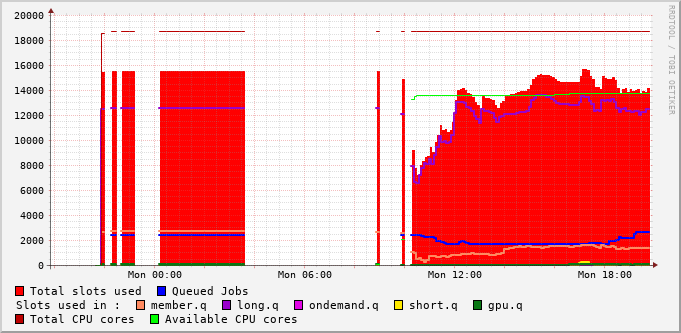 20000
18000
16000
14000
12000
10000
8000
6000
4000
2000
0
Mon 00:00 Mon 06:00 Mon 12:00 Mon 18:00
RRDTOOL / TOBI OETIKER
Total slots used Queued Jobs
Slots used in : member.q long.q ondemand.q short.q gpu.q
Total CPU cores Available CPU cores